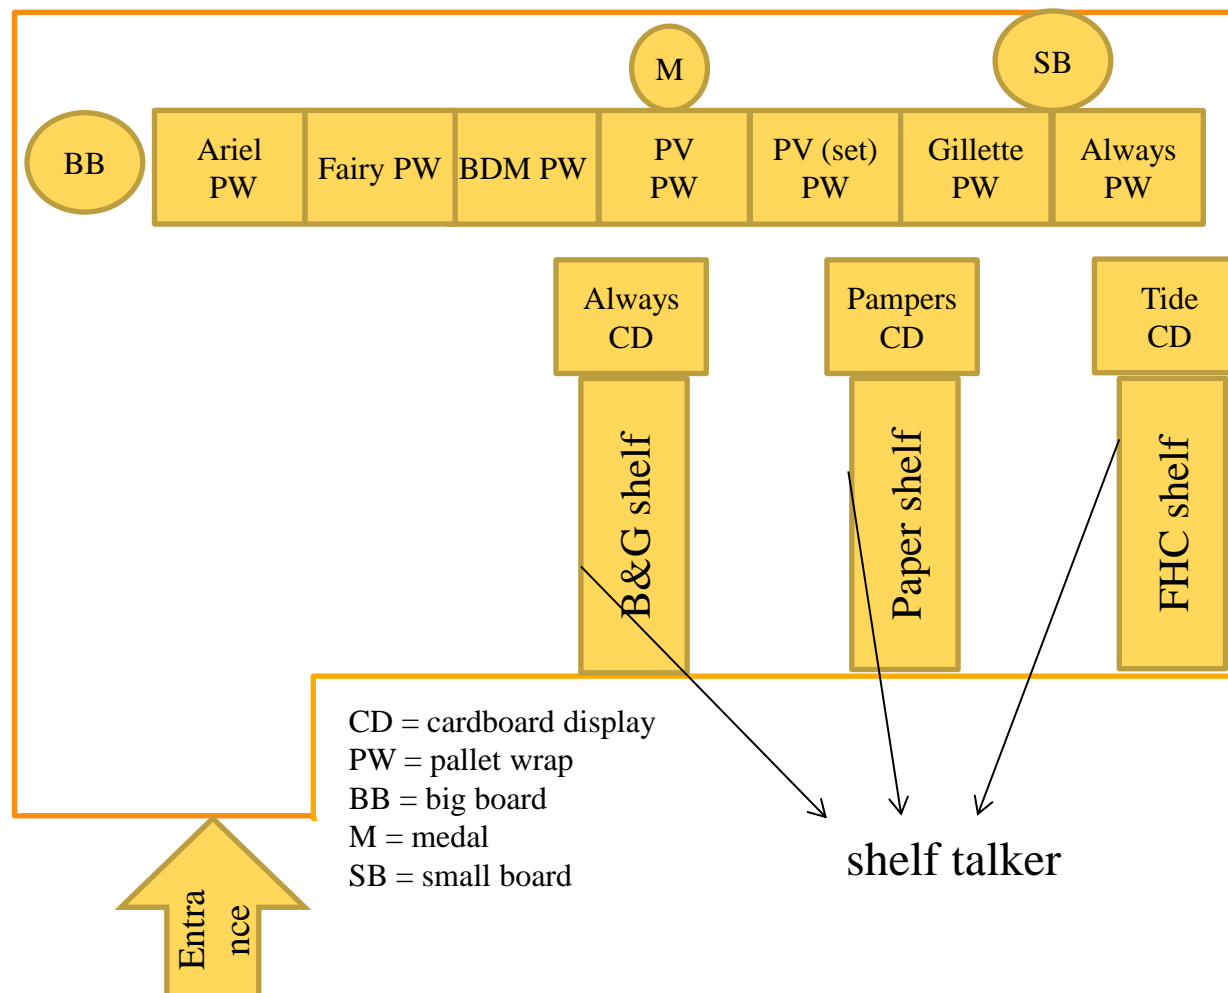 M
SB
BB
Ariel
PW
Fairy PW
BDM PW
PV
PW
PV (set)
PW
Gillette
PW
Always
PW
Always
CD
Pampers
CD
Tide
CD
B&G shelf
Paper shelf
FHC shelf
CD = cardboard display
PW = pallet wrap
BB = big board
M = medal
SB = small board
shelf talker
Entra
nce